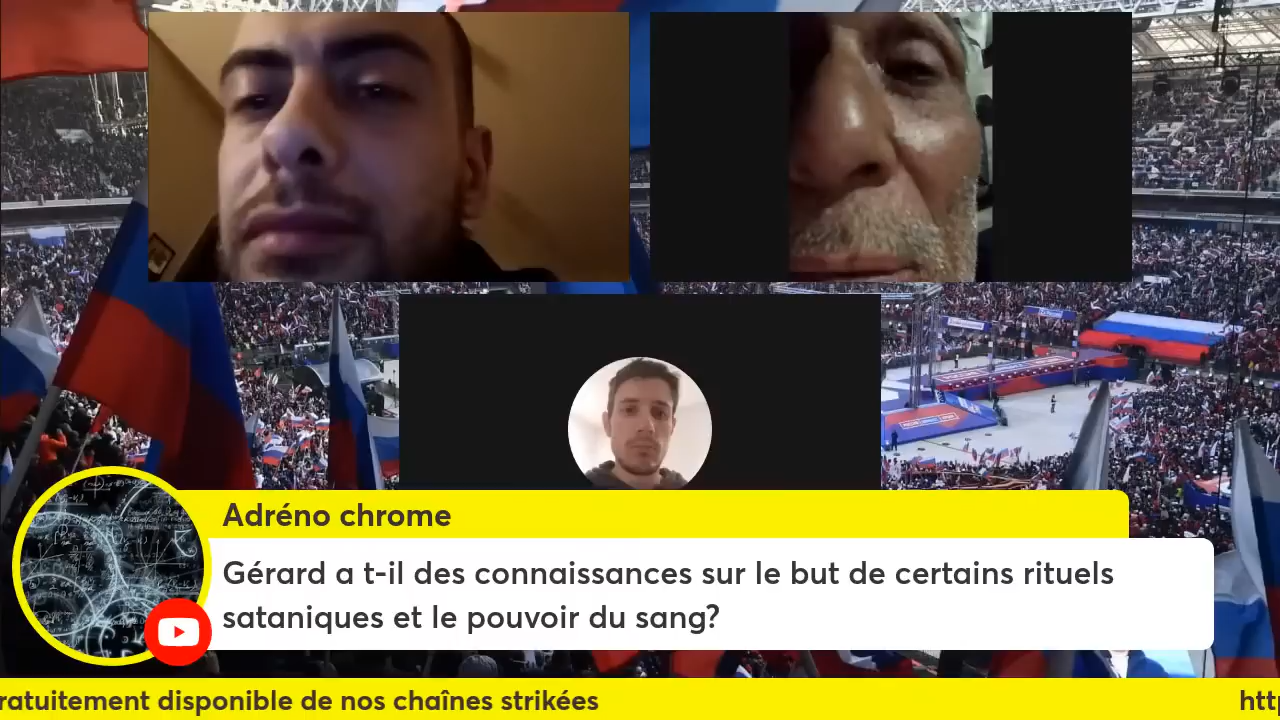 Adréno chrome
Gérard a t-il des connaissances sur le but de certains rituels
sataniques et le pouvoir du sang?
ratuitement disponible de nos chaînes strikées
http